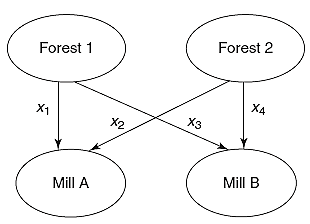 Forest 1 Forest 2
x₁ x₂ x₃ x₄
Mill A Mill B